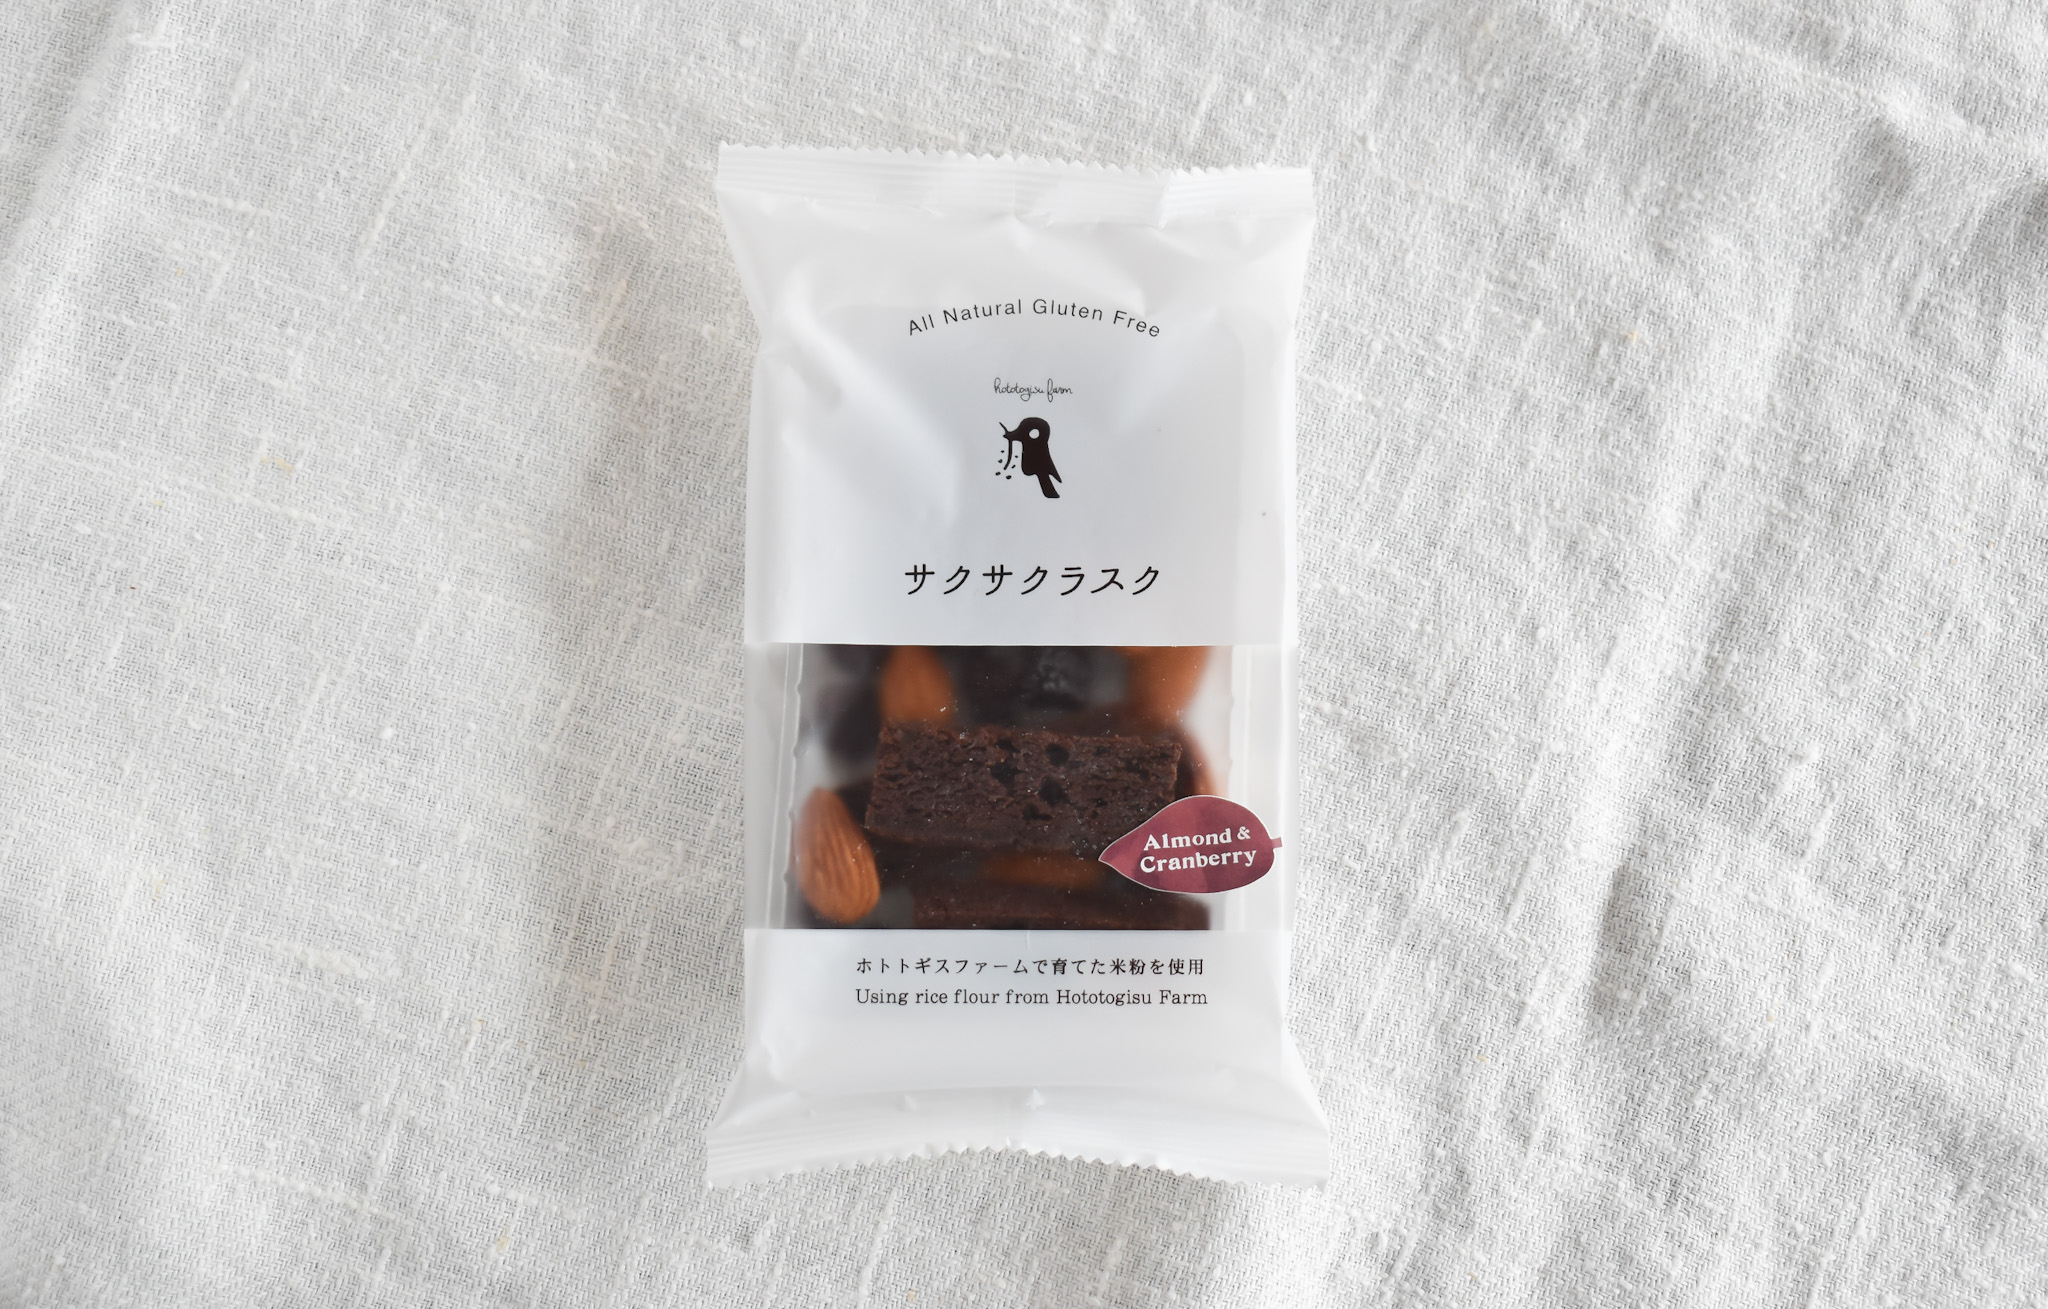 All Natural Gluten Free
hototogisu farm
サクサクラスク
Almond &
Cranberry
ホトトギスファームで育てた米粉を使用
Using rice flour from Hototogisu Farm